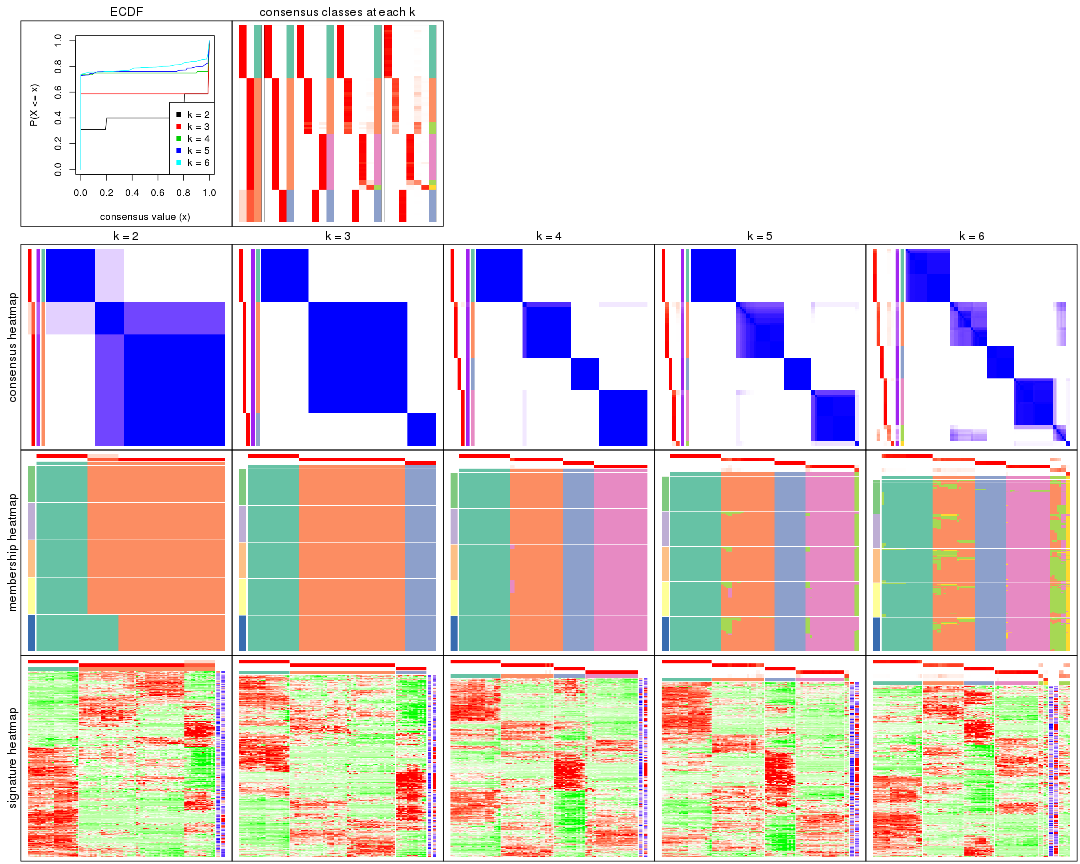 ECDF
consensus classes at each k
P(X <= x)
0.0 0.2 0.4 0.6 0.8 1.0
k = 2
k = 3
k = 4
k = 5
k = 6
0.0 0.2 0.4 0.6 0.8 1.0
consensus value (x)
k = 2 k = 3 k = 4 k = 5 k = 6
consensus heatmap
membership heatmap
signature heatmap